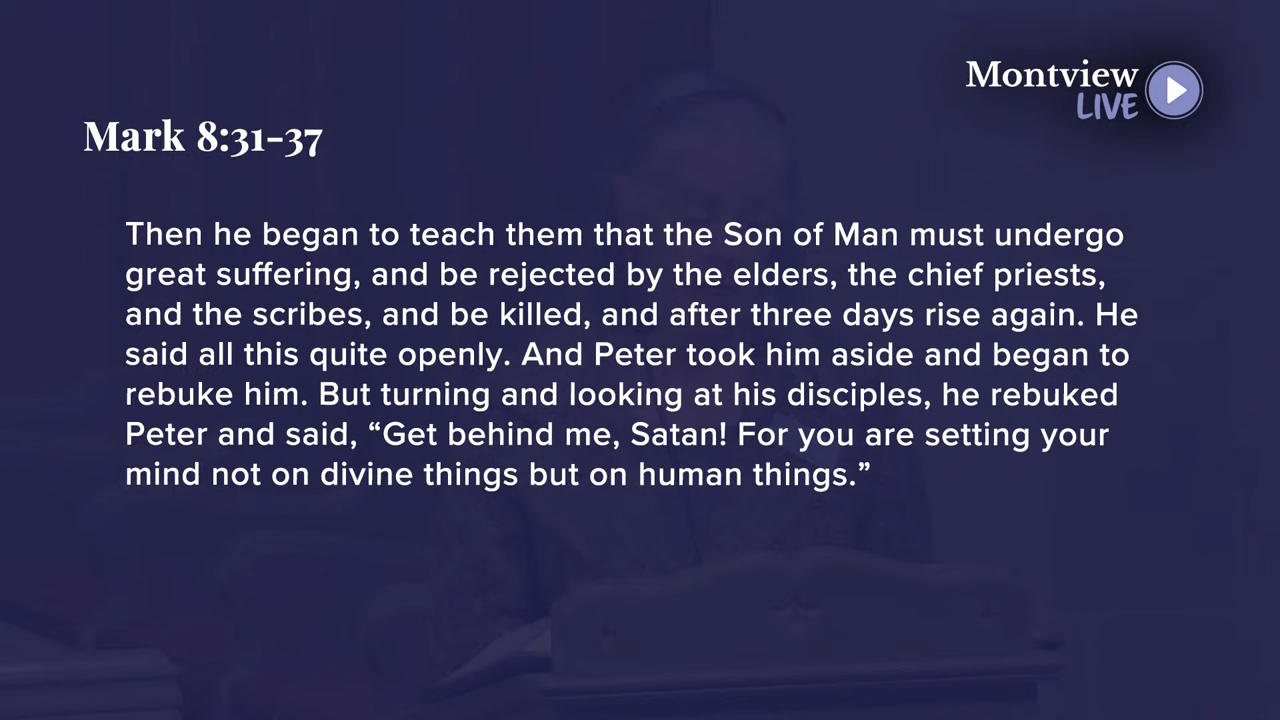 Montview
LIVE
Mark 8:31-37
Then he began to teach them that the Son of Man must undergo
great suffering, and be rejected by the elders, the chief priests,
and the scribes, and be killed, and after three days rise again. He
said all this quite openly. And Peter took him aside and began to
rebuke him. But turning and looking at his disciples, he rebuked
Peter and said, “Get behind me, Satan! For you are setting your
mind not on divine things but on human things.”